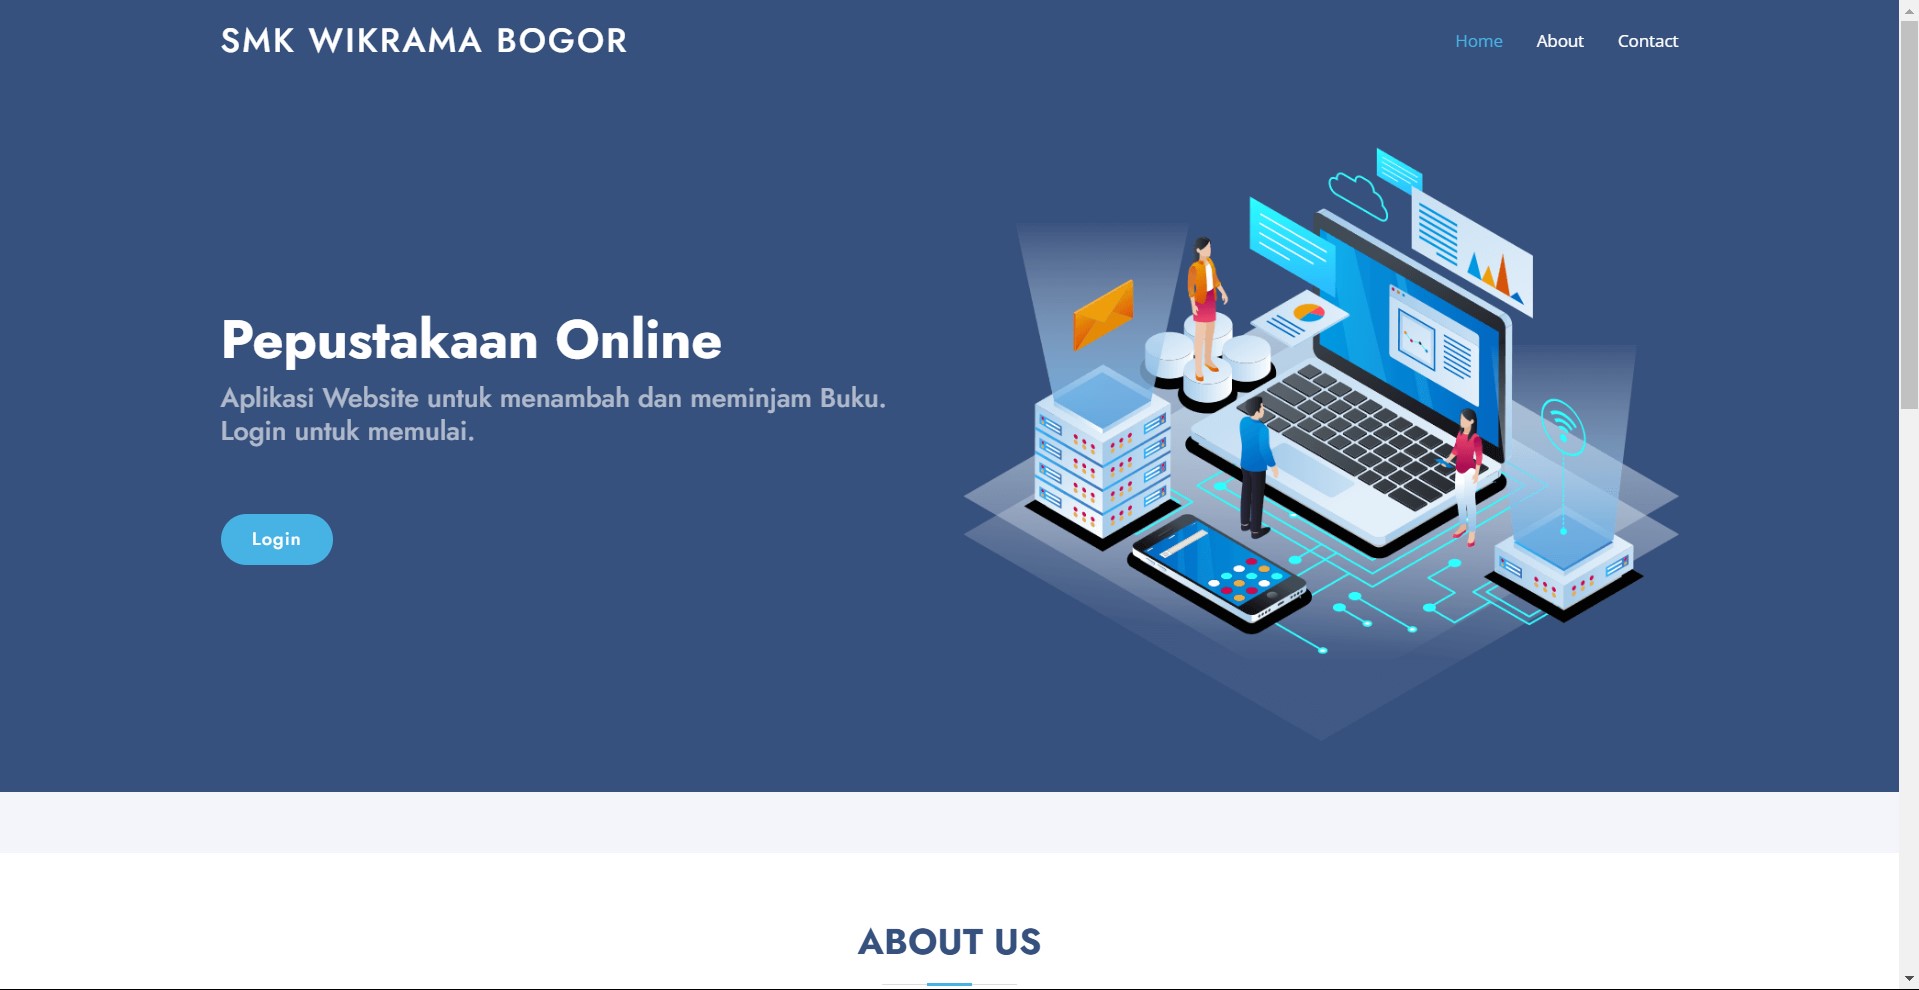 SMK WIKRAMA BOGOR
Home
About
Contact
Pepustakaan Online
Aplikasi Website untuk menambah dan meminjam Buku.
Login untuk memulai.
Login
ABOUT US